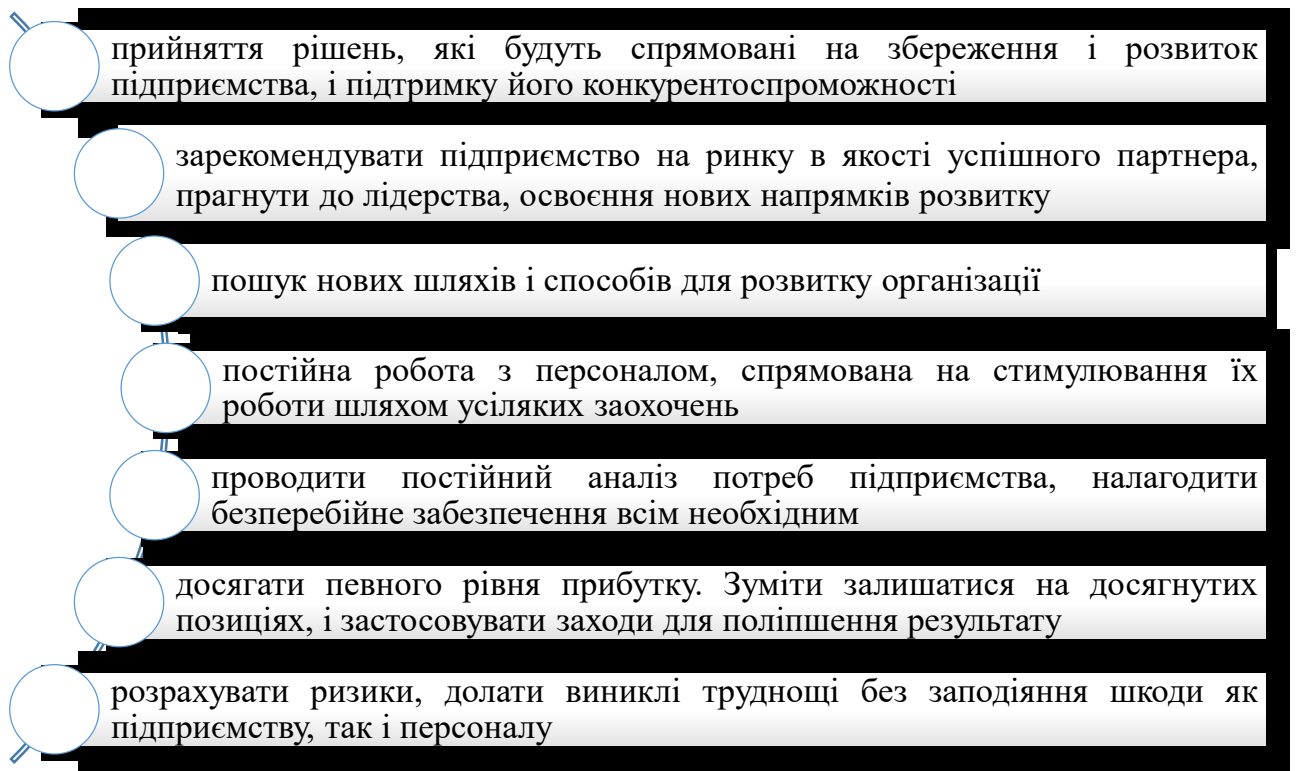 прийняття рішень, які будуть спрямовані на збереження і розвиток
підприємства, і підтримку його конкурентоспроможності
зарекомендувати підприємство на ринку в якості успішного партнера,
прагнути до лідерства, освоєння нових напрямків розвитку
пошук нових шляхів і способів для розвитку організації
постійна робота з персоналом, спрямована на стимулювання їх
роботи шляхом усіляких заохочень
проводити постійний аналіз потреб підприємства, налагодити
безперебійне забезпечення всім необхідним
досягати певного рівня прибутку. Зуміти залишатися на досягнутих
позиціях, і застосовувати заходи для поліпшення результату
розрахувати ризики, долати виниклі труднощі без заподіяння шкоди як
підприємству, так і персоналу